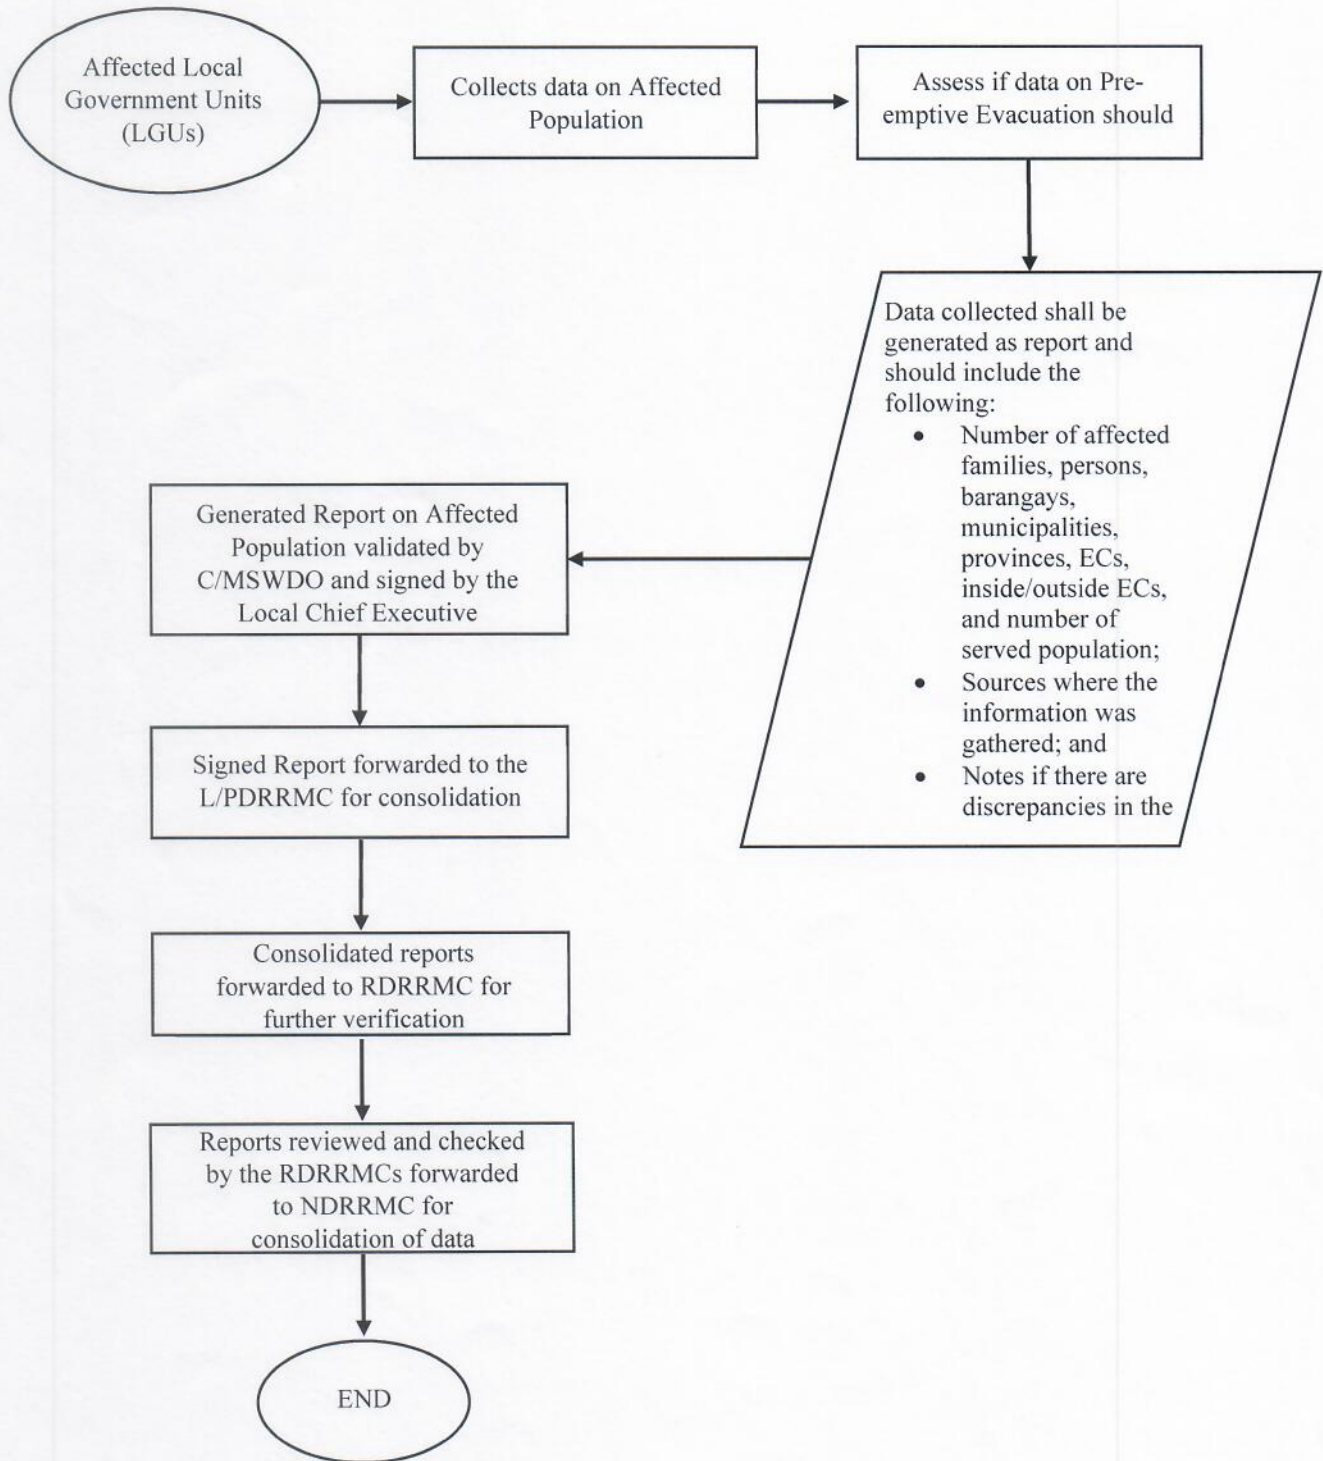 Affected Local
Government Units
(LGUs)
Collects data on Affected
Population
Assess if data on Pre-
emptive Evacuation should
Data collected shall be
generated as report and
should include the
following:
• Number of affected
families, persons,
barangays,
municipalities,
provinces, ECs,
inside/outside ECs,
and number of
served population;
• Sources where the
information was
gathered; and
• Notes if there are
discrepancies in the
Generated Report on Affected
Population validated by
C/MSWDO and signed by the
Local Chief Executive
Signed Report forwarded to the
L/PDRRMC for consolidation
Consolidated reports
forwarded to RDRRMC for
further verification
Reports reviewed and checked
by the RDRRMCs forwarded
to NDRRMC for
consolidation of data
END